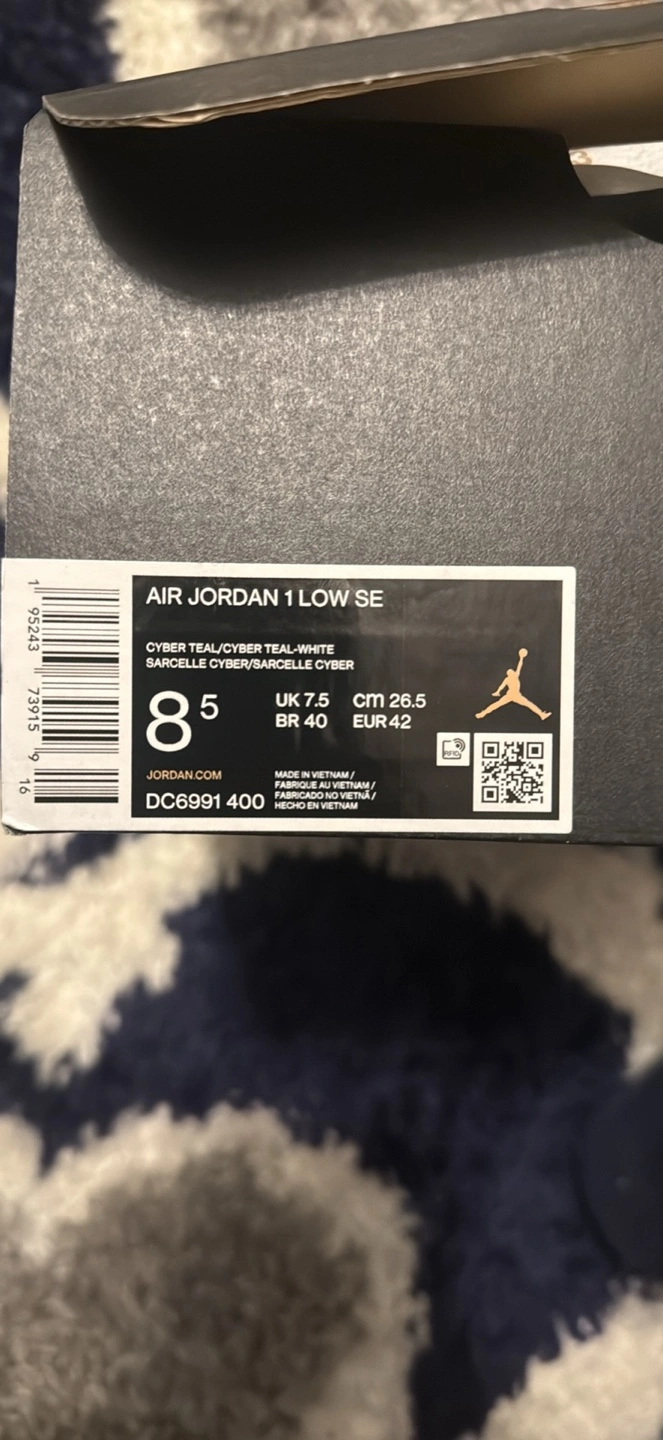 AIR JORDAN 1 LOW SE
CYBER TEAL/CYBER TEAL-WHITE
SARCELLE CYBER/SARCELLE CYBER
8 5
UK 7.5 cm 26.5
BR 40 EUR 42
RFID
JORDAN.COM
DC6991 400
MADE IN VIETNAM /
FABRIQUE AU VIETNAM /
FABRICADO NO VIETNÃ /
HECHO EN VIETNAM
1 95243 73915 9 16